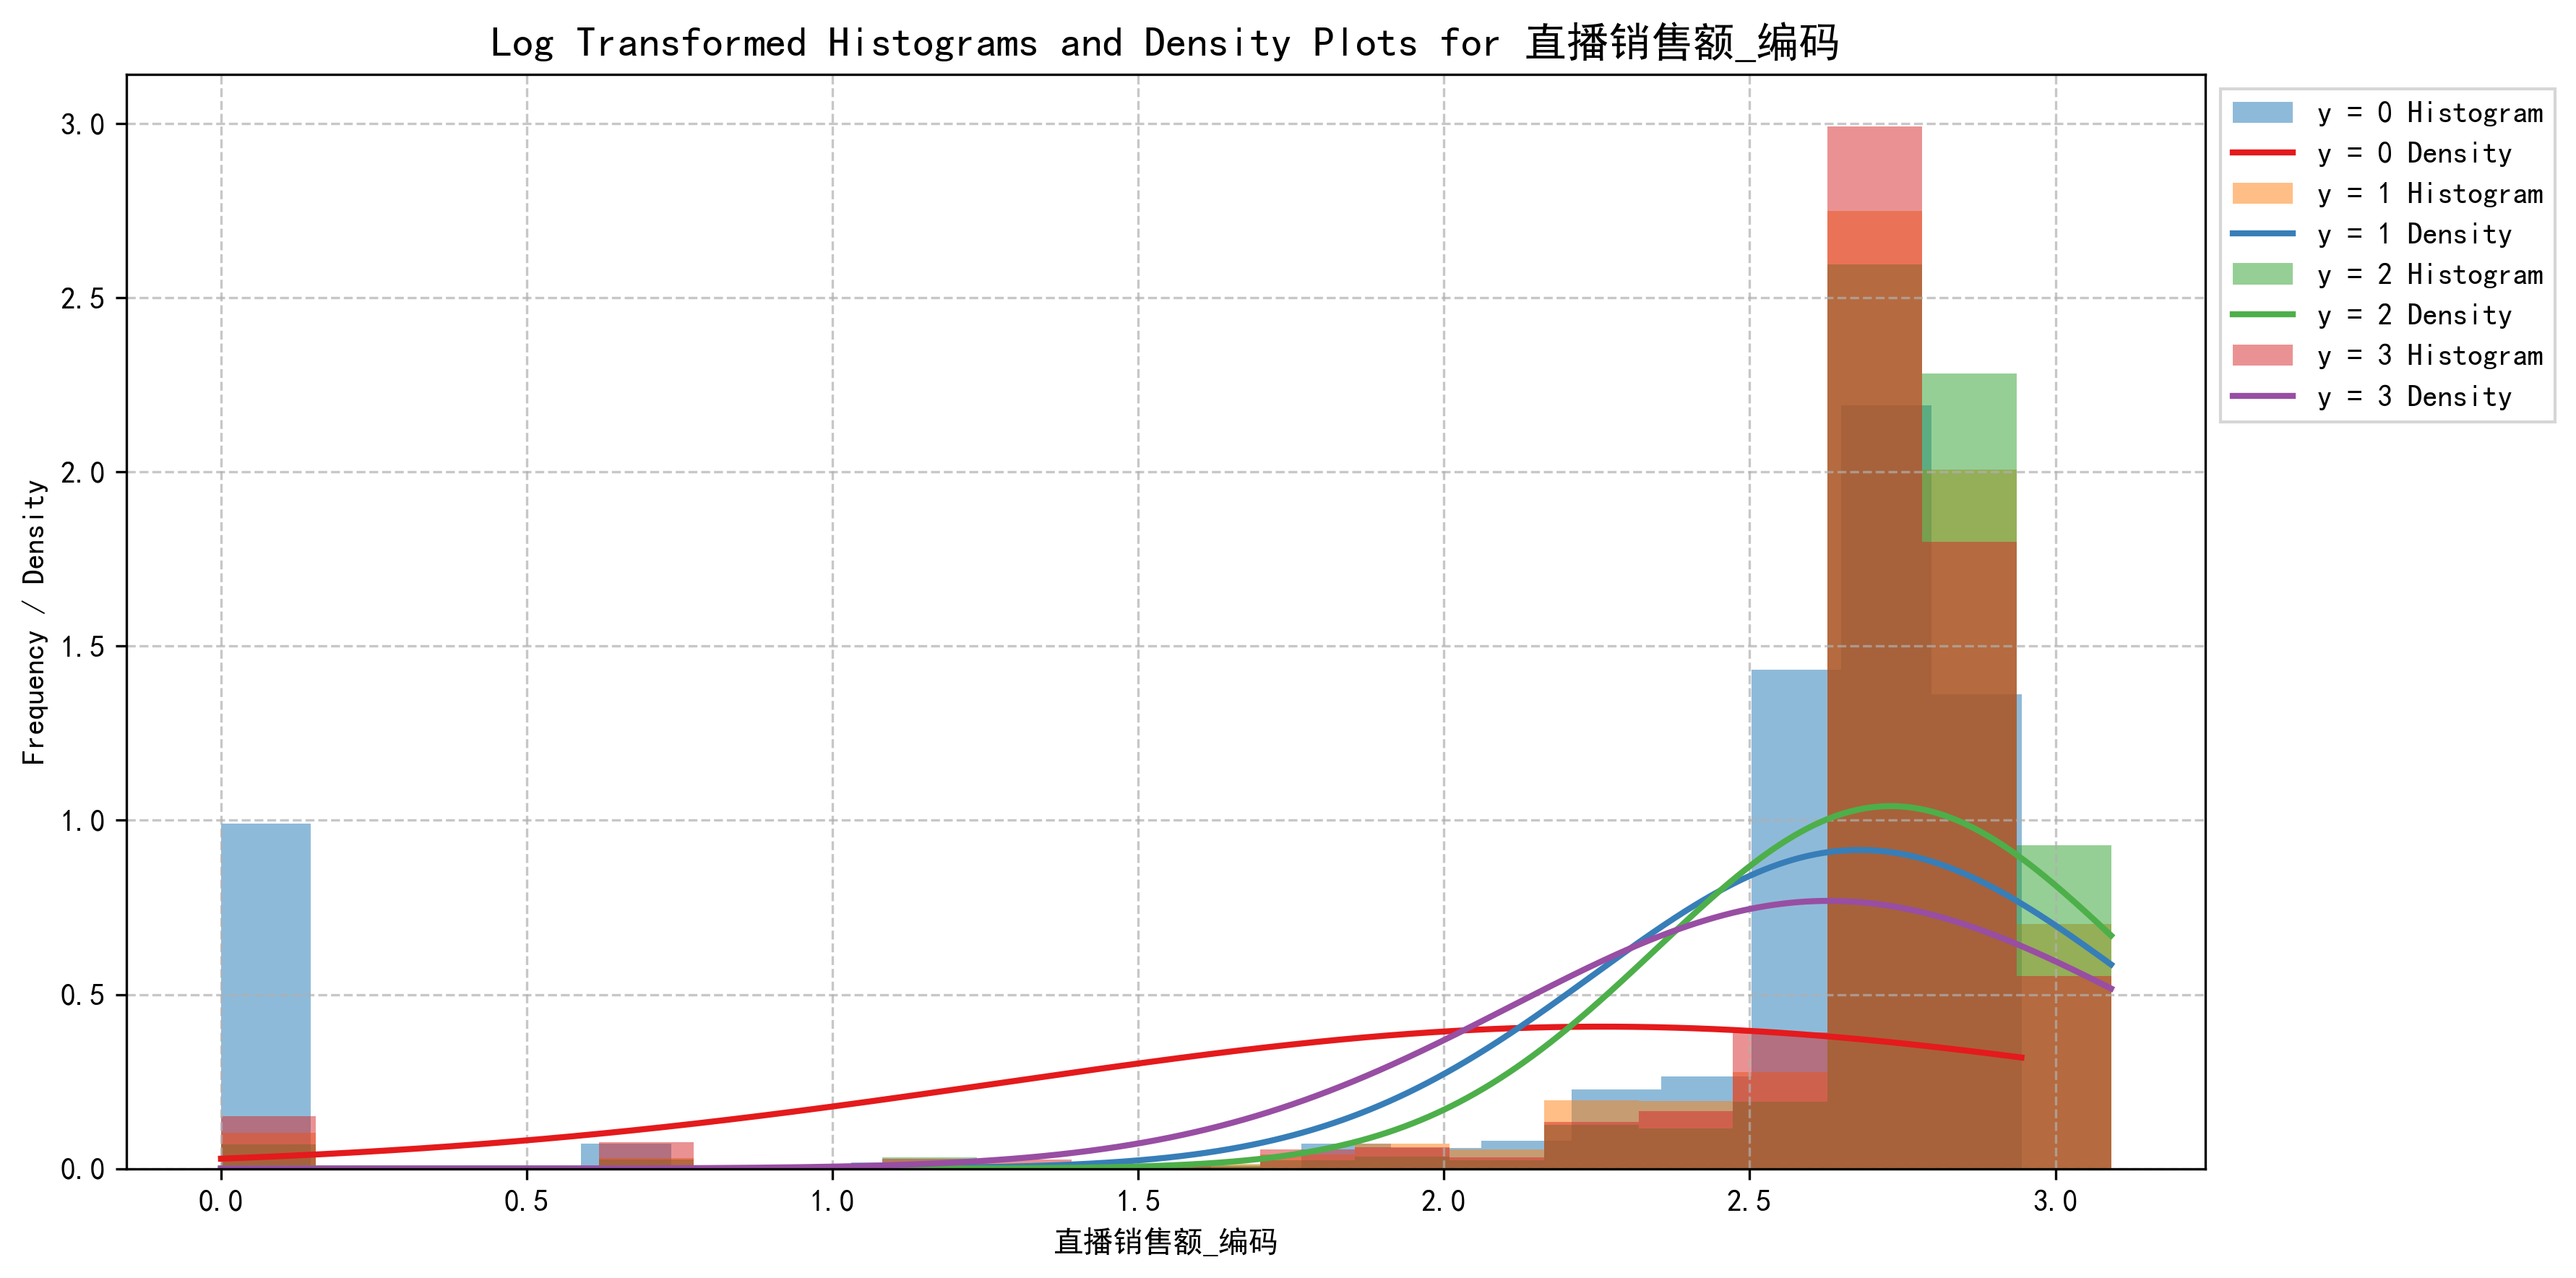 Log Transformed Histograms and Density Plots for 直播销售额_编码
y = 0 Histogram
y = 0 Density
y = 1 Histogram
y = 1 Density
y = 2 Histogram
y = 2 Density
y = 3 Histogram
y = 3 Density
Frequency / Density
3.0
2.5
2.0
1.5
1.0
0.5
0.0
0.0 0.5 1.0 1.5 2.0 2.5 3.0
直播销售额_编码